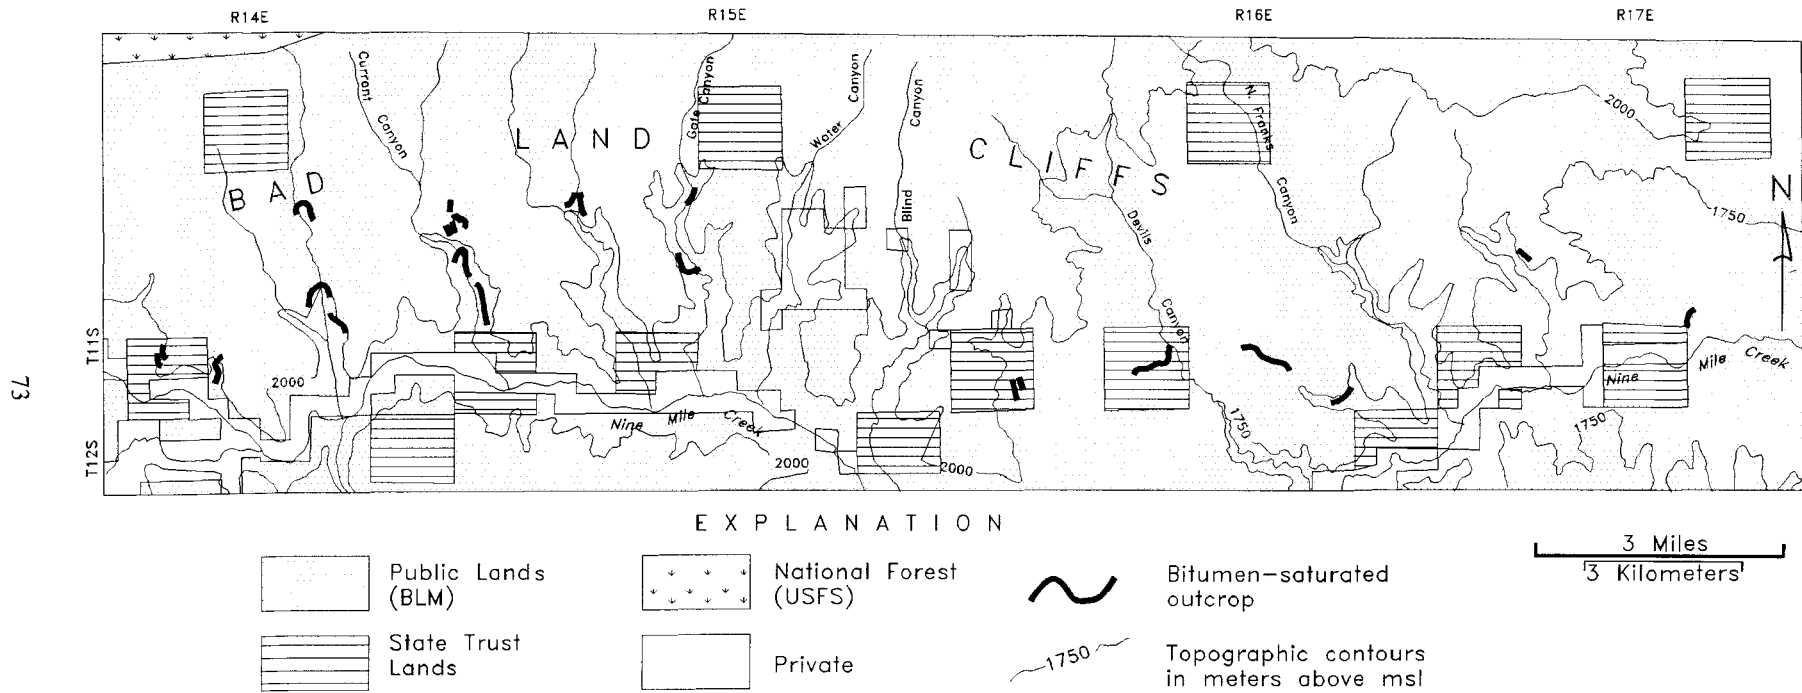 R14E R15E R16E R17E
Currant Canyon
Gate Canyon
Water Canyon
Blind Canyon
N. Franks Canyon
Devils Canyon
BAD LAND CLIFFS
2000
1750
N
T11S
T12S
73
2000
Nine Mile Creek
2000
2000
1750
1750
Nine Mile Creek
EXPLANATION
Public Lands
(BLM)
State Trust
Lands
National Forest
(USFS)
Private
Bitumen-saturated
outcrop
1750
Topographic contours
in meters above msl
3 Miles
3 Kilometers